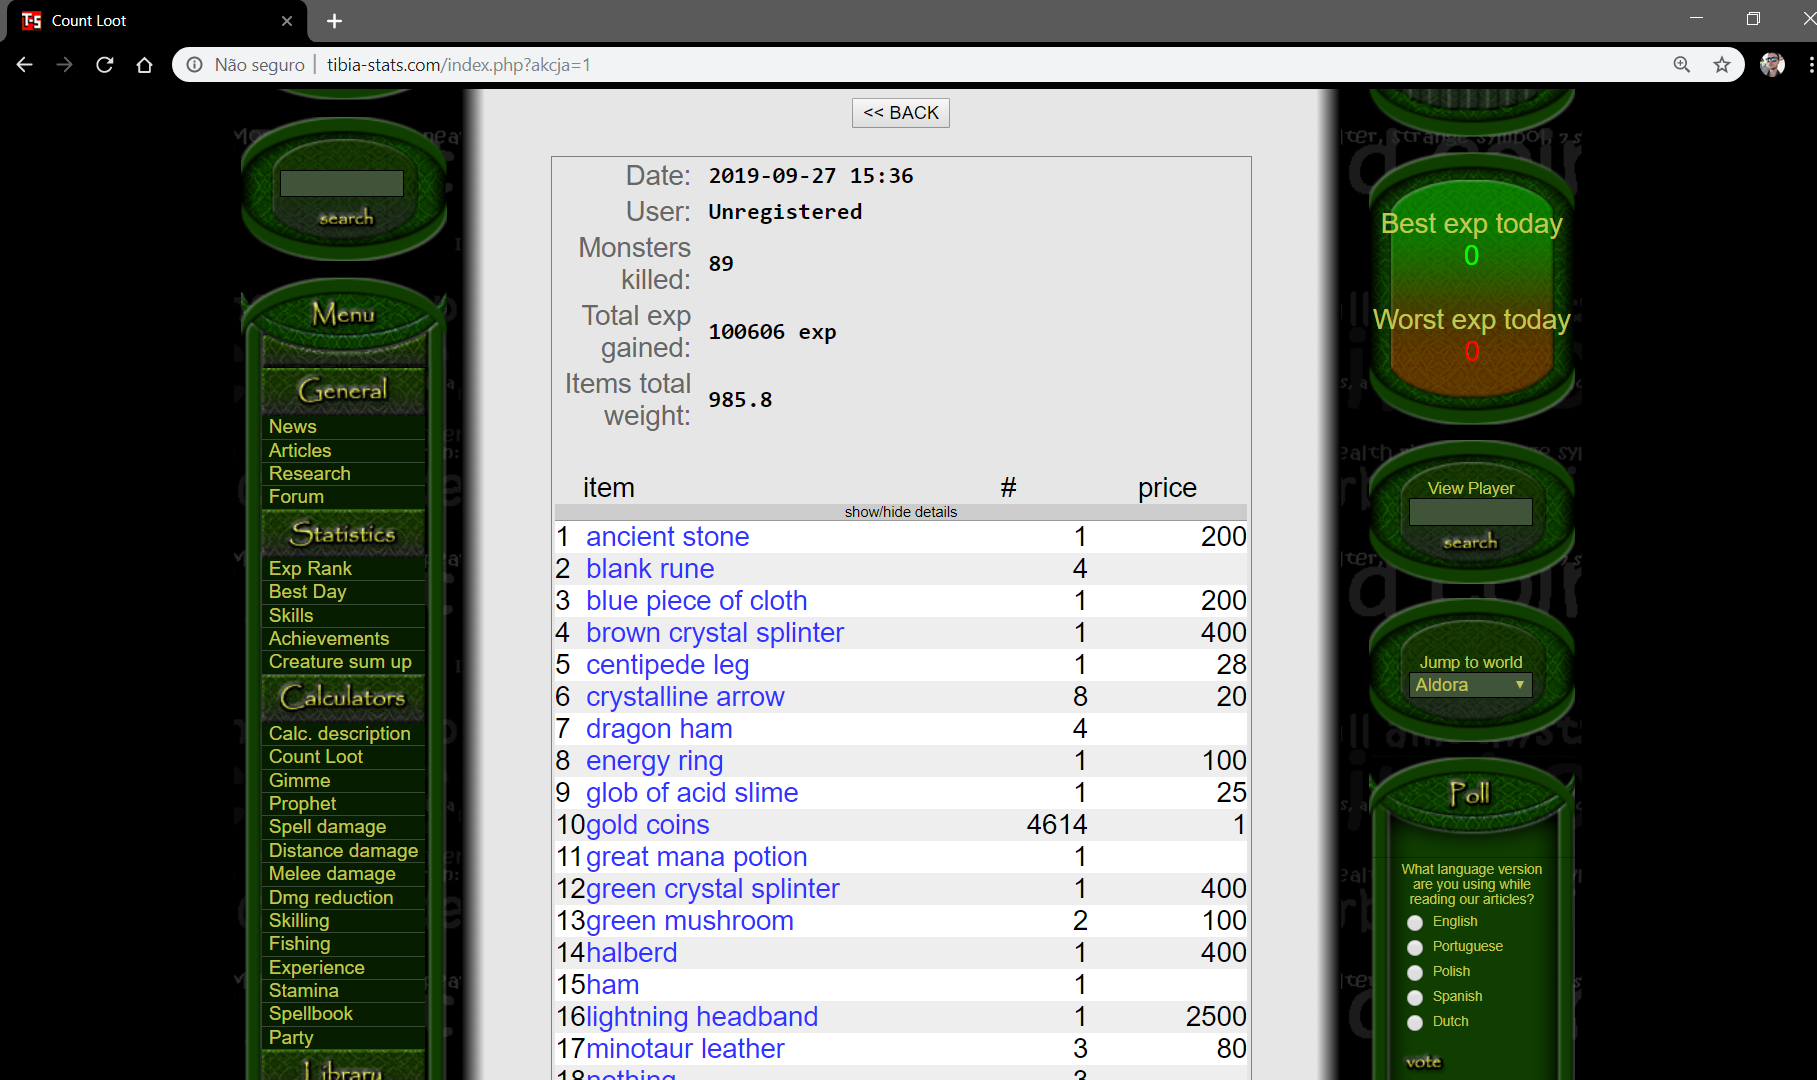 Count Loot
Não seguro
tibia-stats.com/index.php?akcja=1
search
Menu
General
News
Articles
Research
Forum
Statistics
Exp Rank
Best Day
Skills
Achievements
Creature sum up
Calculators
Calc. description
Count Loot
Gimme
Prophet
Spell damage
Distance damage
Melee damage
Dmg reduction
Skilling
Fishing
Experience
Stamina
Spellbook
Party
Library
<< BACK
Date: 2019-09-27 15:36
User: Unregistered
Monsters
killed: 89
Total exp
gained: 100606 exp
Items total
weight: 985.8
item # price
show/hide details
1 ancient stone 1 200
2 blank rune 4
3 blue piece of cloth 1 200
4 brown crystal splinter 1 400
5 centipede leg 1 28
6 crystalline arrow 8 20
7 dragon ham 4
8 energy ring 1 100
9 glob of acid slime 1 25
10 gold coins 4614 1
11 great mana potion 1
12 green crystal splinter 1 400
13 green mushroom 2 100
14 halberd 1 400
15 ham 1
16 lightning headband 1 2500
17 minotaur leather 3 80
18 nothing 3
Best exp today
0
Worst exp today
0
View Player
search
Jump to world
Aldora
Poll
What language version
are you using while
reading our articles?
English
Portuguese
Polish
Spanish
Dutch
vote